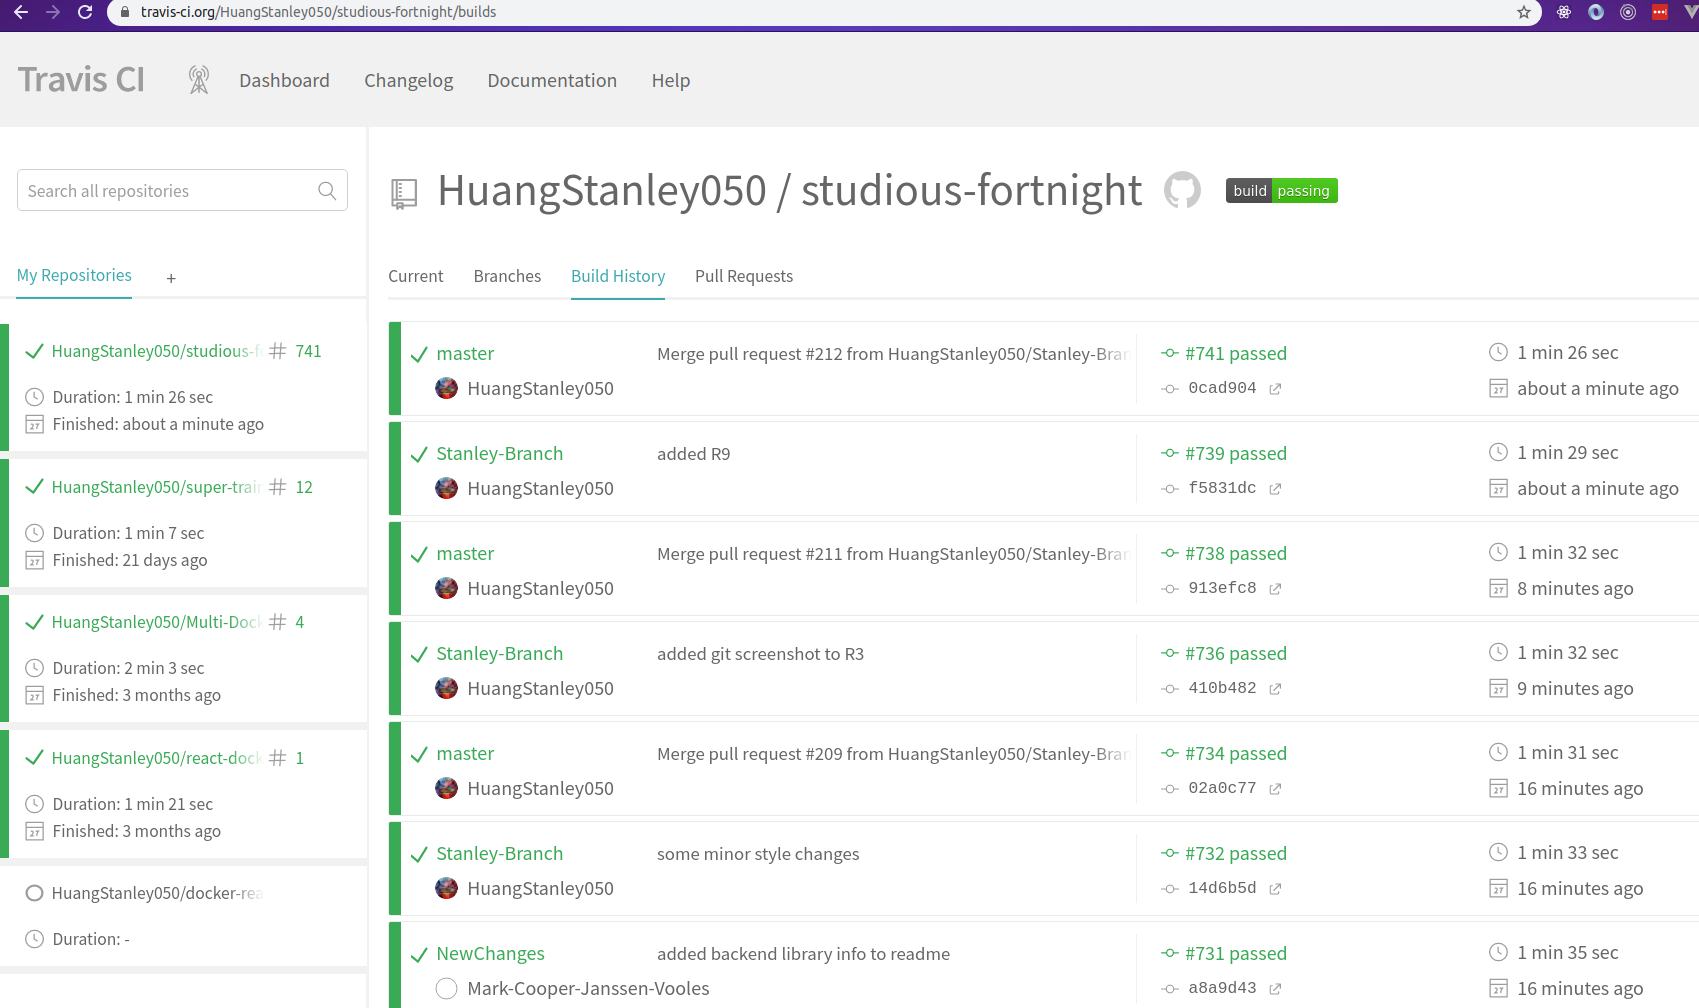 travis-ci.org/HuangStanley050/studious-fortnight/builds
Travis CI
Dashboard
Changelog
Documentation
Help
Search all repositories
My Repositories
+
HuangStanley050/studious-f # 741
Duration: 1 min 26 sec
Finished: about a minute ago
HuangStanley050/super-train # 12
Duration: 1 min 7 sec
Finished: 21 days ago
HuangStanley050/Multi-Dock # 4
Duration: 2 min 3 sec
Finished: 3 months ago
HuangStanley050/react-dock # 1
Duration: 1 min 21 sec
Finished: 3 months ago
HuangStanley050/docker-rea
Duration: -
HuangStanley050 / studious-fortnight
build passing
Current
Branches
Build History
Pull Requests
master
Merge pull request #212 from HuangStanley050/Stanley-Bran
#741 passed
1 min 26 sec
HuangStanley050
0cad904
about a minute ago
Stanley-Branch
added R9
#739 passed
1 min 29 sec
HuangStanley050
f5831dc
about a minute ago
master
Merge pull request #211 from HuangStanley050/Stanley-Bran
#738 passed
1 min 32 sec
HuangStanley050
913efc8
8 minutes ago
Stanley-Branch
added git screenshot to R3
#736 passed
1 min 32 sec
HuangStanley050
410b482
9 minutes ago
master
Merge pull request #209 from HuangStanley050/Stanley-Bran
#734 passed
1 min 31 sec
HuangStanley050
02a0c77
16 minutes ago
Stanley-Branch
some minor style changes
#732 passed
1 min 33 sec
HuangStanley050
14d6b5d
16 minutes ago
NewChanges
added backend library info to readme
#731 passed
1 min 35 sec
Mark-Cooper-Janssen-Vooles
a8a9d43
16 minutes ago